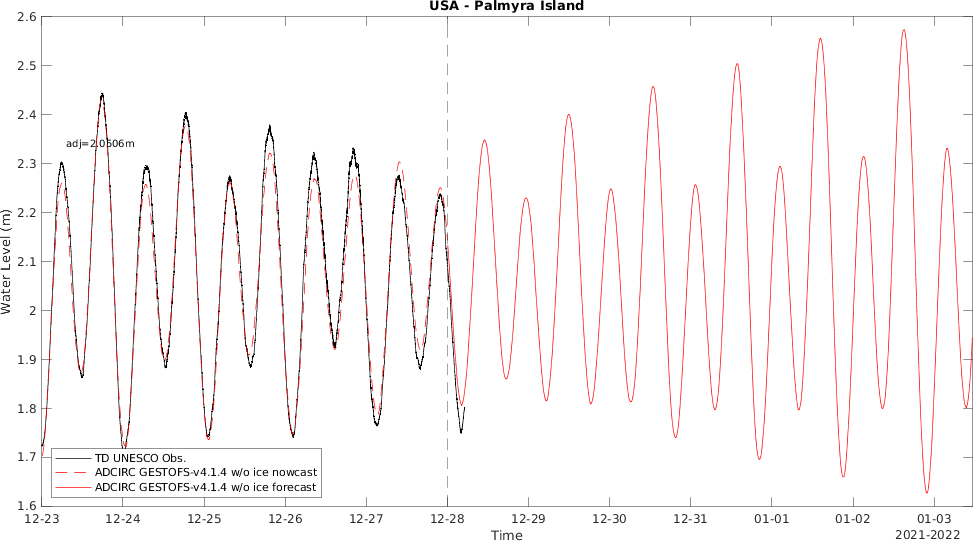 USA - Palmyra Island
2.6
2.5
2.4
2.3
2.2
2.1
2
1.9
1.8
1.7
1.6
Water Level (m)
adj=2.0506m
TD UNESCO Obs.
ADCIRC GESTOFS-v4.1.4 w/o ice nowcast
ADCIRC GESTOFS-v4.1.4 w/o ice forecast
12-23 12-24 12-25 12-26 12-27 12-28 12-29 12-30 12-31 01-01 01-02 01-03
Time
2021-2022